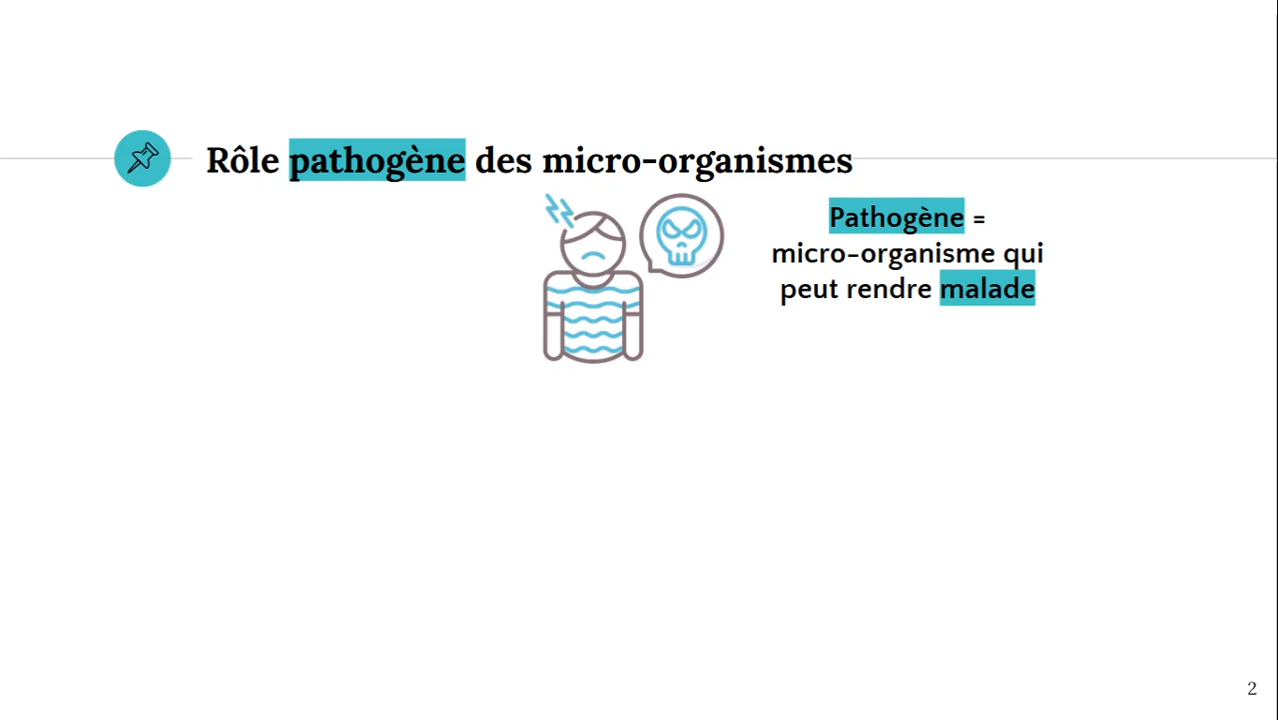 Rôle pathogène des micro-organismes
Pathogène =
micro-organisme qui
peut rendre malade
2